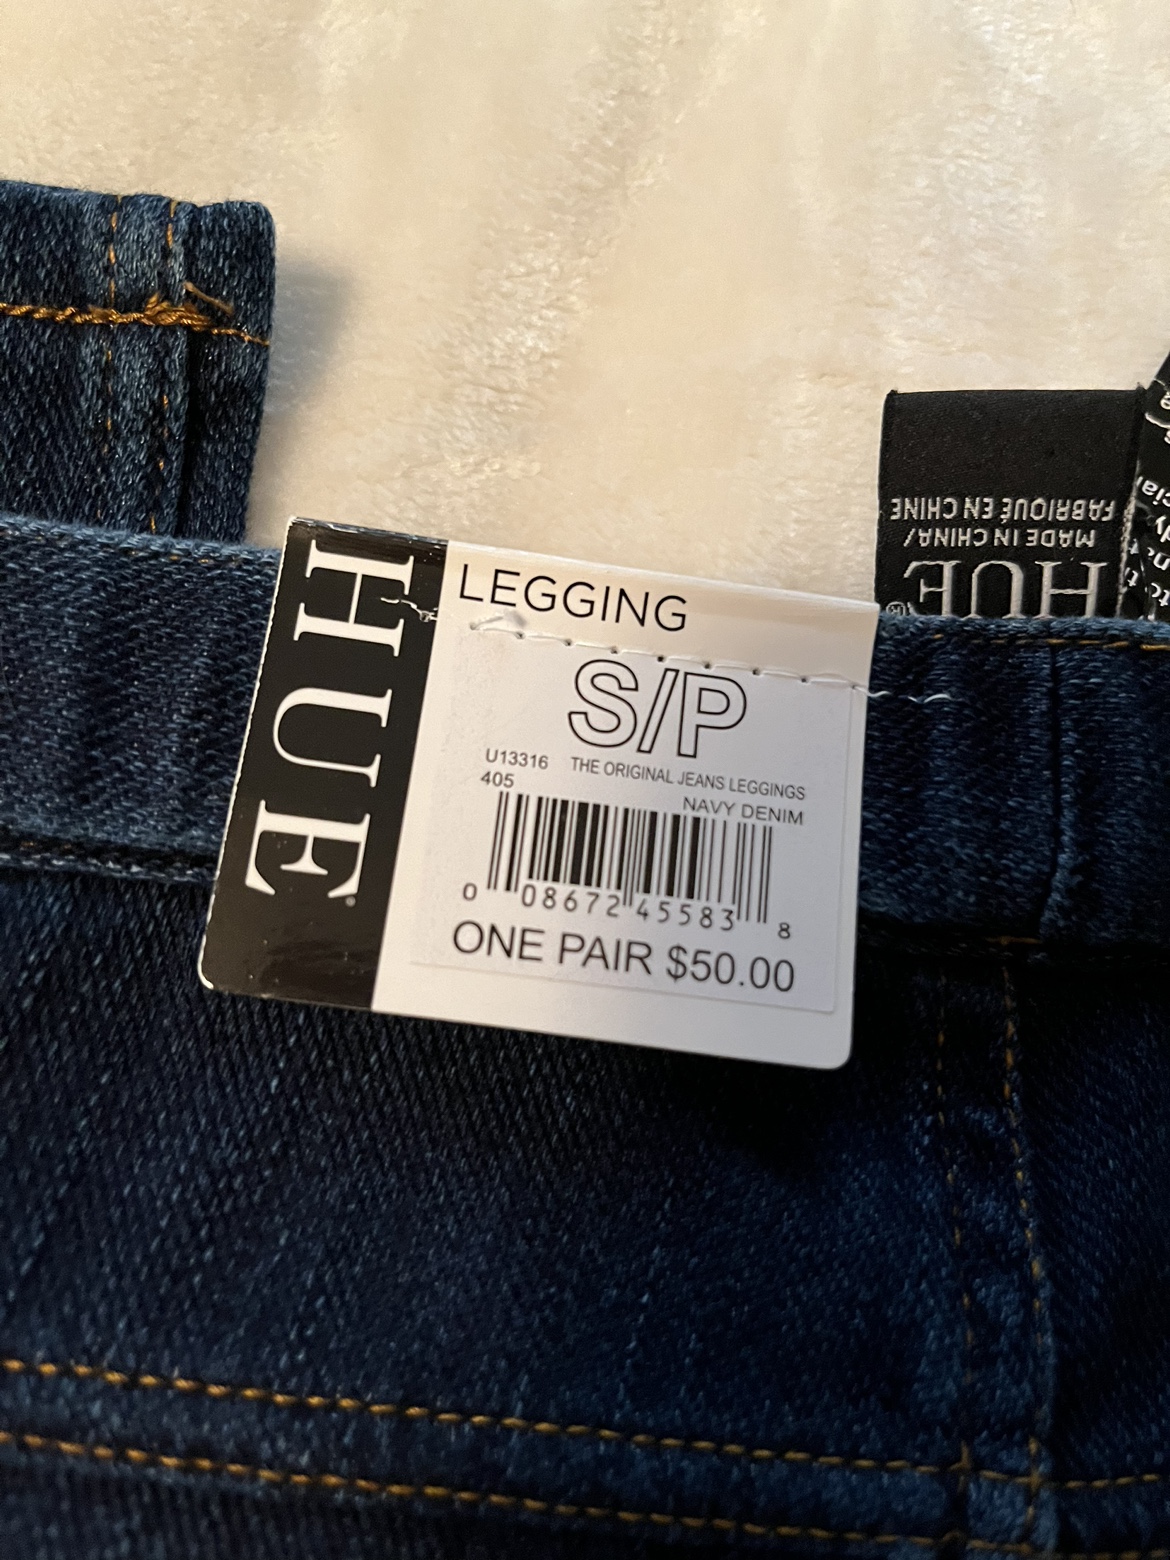 HUE
LEGGING
S/P
U13316 THE ORIGINAL JEANS LEGGINGS
405 NAVY DENIM
0 08672 45583 8
ONE PAIR $50.00
HUE®
MADE IN CHINA/
FABRIQUÉ EN CHINE